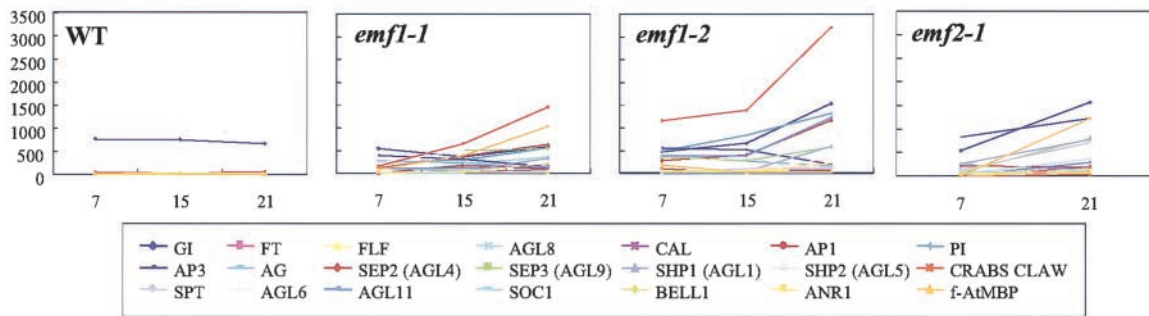 3500
3000
2500
2000
1500
1000
500
0
WT
emf1-1
emf1-2
emf2-1
7 15 21 7 15 21 7 15 21 7 21
GI FT FLF AGL8 CAL AP1 PI
AP3 AG SEP2 (AGL4) SEP3 (AGL9) SHP1 (AGL1) SHP2 (AGL5) CRABS CLAW
SPT AGL6 AGL11 SOC1 BELL1 ANR1 f-AtMBP